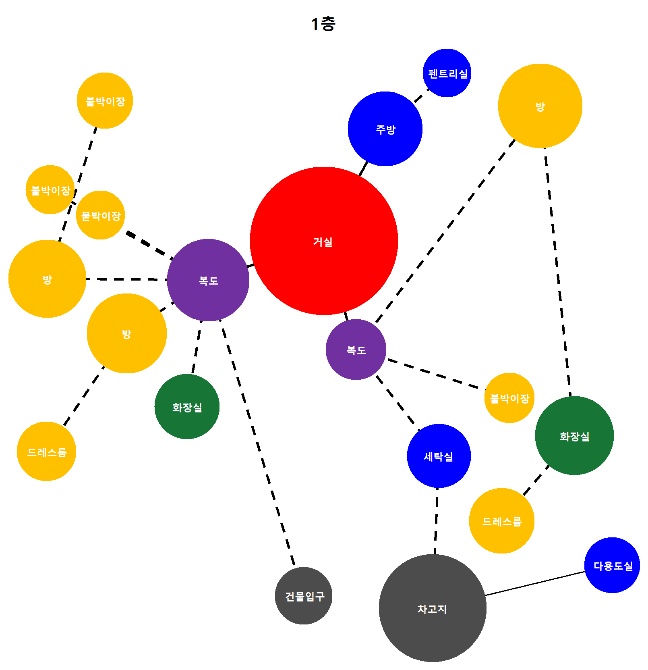 1층
펜트리실
붙박이장
방
주방
붙박이장
붙박이장
거실
방
복도
방
복도
붙박이장
화장실
화장실
드레스룸
세탁실
드레스룸
다용도실
건물입구
차고지